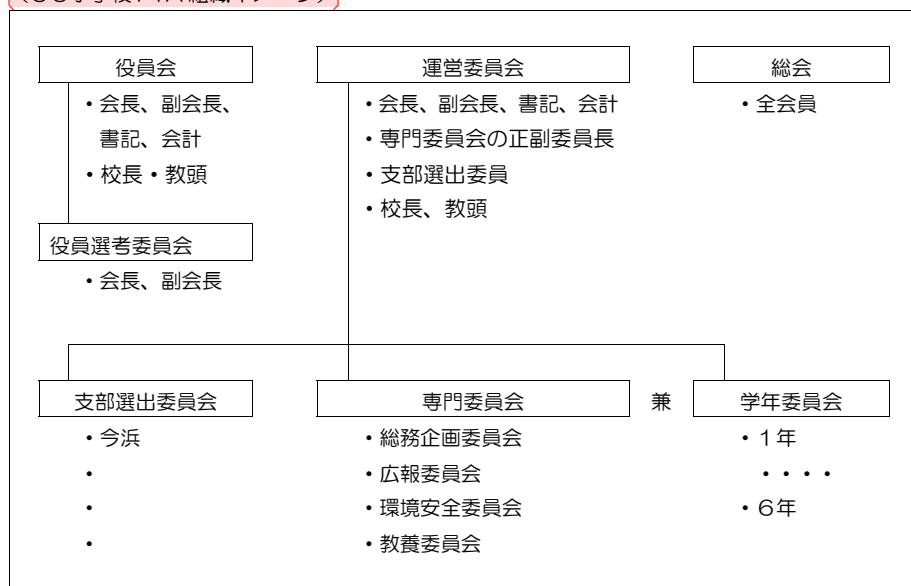 役員会
・会長、副会長、
書記、会計
・校長・教頭
役員選考委員会
・会長、副会長
運営委員会
・会長、副会長、書記、会計
・専門委員会の正副委員長
・支部選出委員
・校長、教頭
総会
・全会員
支部選出委員会
・今浜
・
・
・
専門委員会
・総務企画委員会
・広報委員会
・環境安全委員会
・教養委員会
兼
学年委員会
・１年
・・・・
・６年